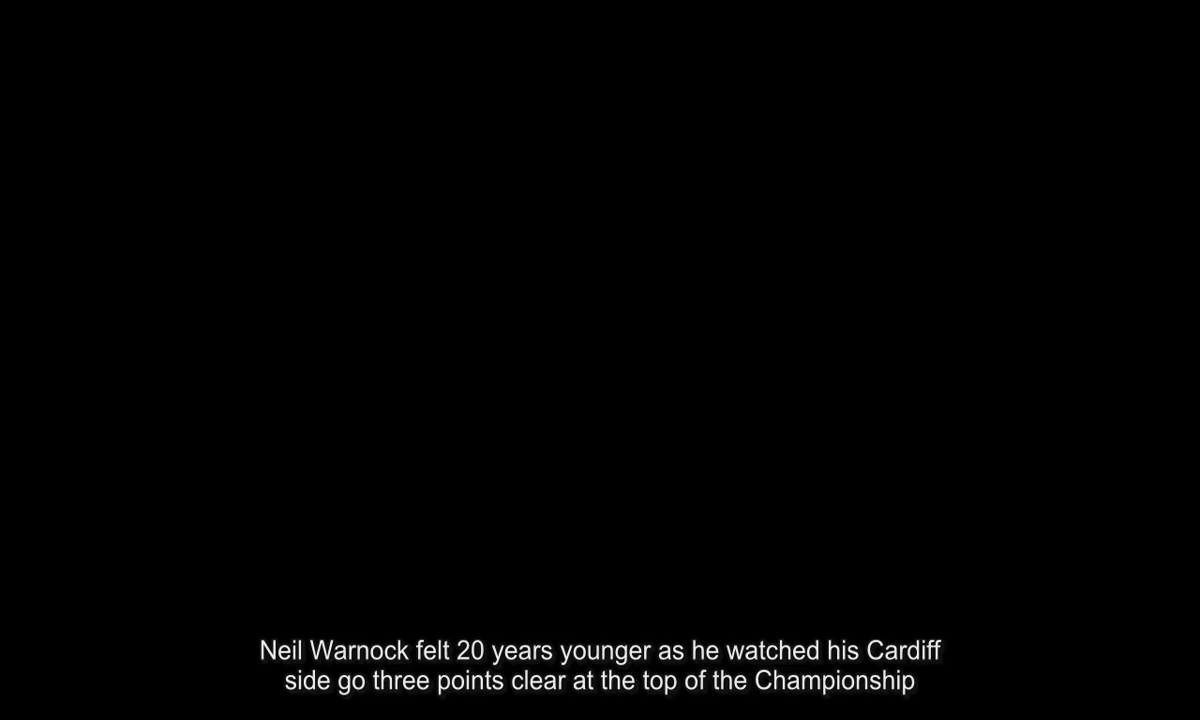 Neil Warnock felt 20 years younger as he watched his Cardiff
side go three points clear at the top of the Championship